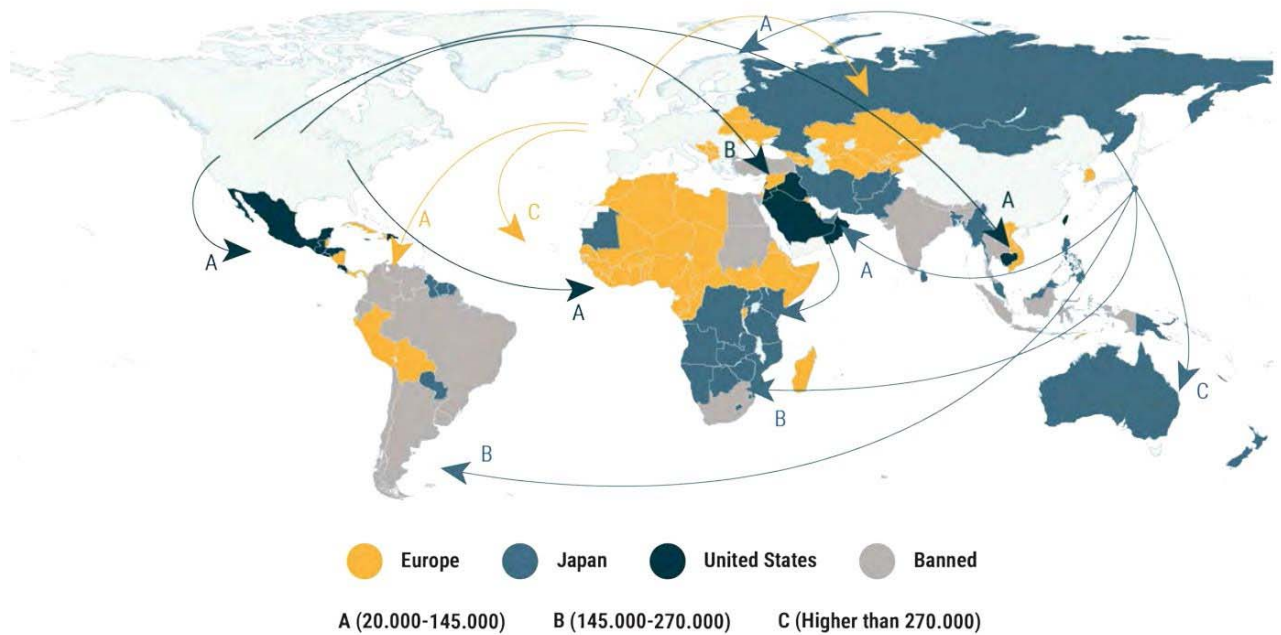 A
A
B
A
C
A
A
A
A
C
B
B
Europe
Japan
United States
Banned
A (20.000-145.000) B (145.000-270.000) C (Higher than 270.000)